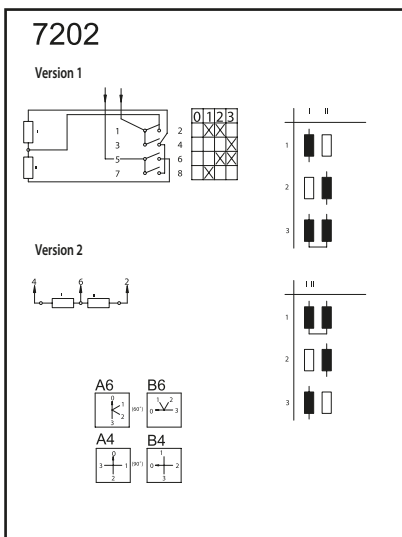 7202
Version 1
I II
0 1 2 3
1 2
3 4
5 6
7 8
I
II
1
2
3
Version 2
4 6 2
I II
I II
1
2
3
A6 B6
0 1 2 3 (60°) 0 1 2 3
A4 B4
0 1 2 3 (90°) 0 1 2 3